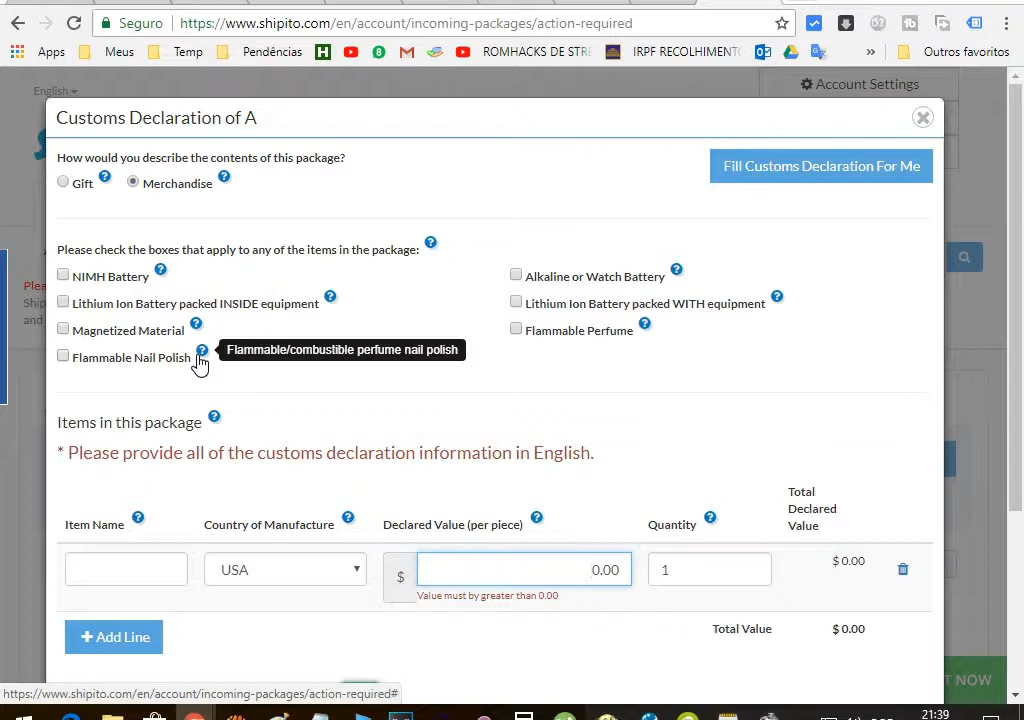 Seguro
https://www.shipito.com/en/account/incoming-packages/action-required
Apps Meus Temp Pendências ROMHACKS DE STRE IRPF RECOLHIMENT » Outros favoritos
English
Account Settings
Customs Declaration of A
How would you describe the contents of this package?
Gift ? Merchandise ?
Fill Customs Declaration For Me
Please check the boxes that apply to any of the items in the package: ?
NIMH Battery ? Alkaline or Watch Battery ?
Lithium Ion Battery packed INSIDE equipment ? Lithium Ion Battery packed WITH equipment ?
Magnetized Material ? Flammable Perfume ?
Flammable Nail Polish ? Flammable/combustible perfume nail polish
Plea
Ship
and
Items in this package ?
* Please provide all of the customs declaration information in English.
Item Name ? Country of Manufacture ? Declared Value (per piece) ? Quantity ? Total Declared Value
USA $ 0.00 1 $ 0.00
Value must by greater than 0.00
+ Add Line
Total Value $ 0.00
T NOW
https://www.shipito.com/en/account/incoming-packages/action-required#
21:39